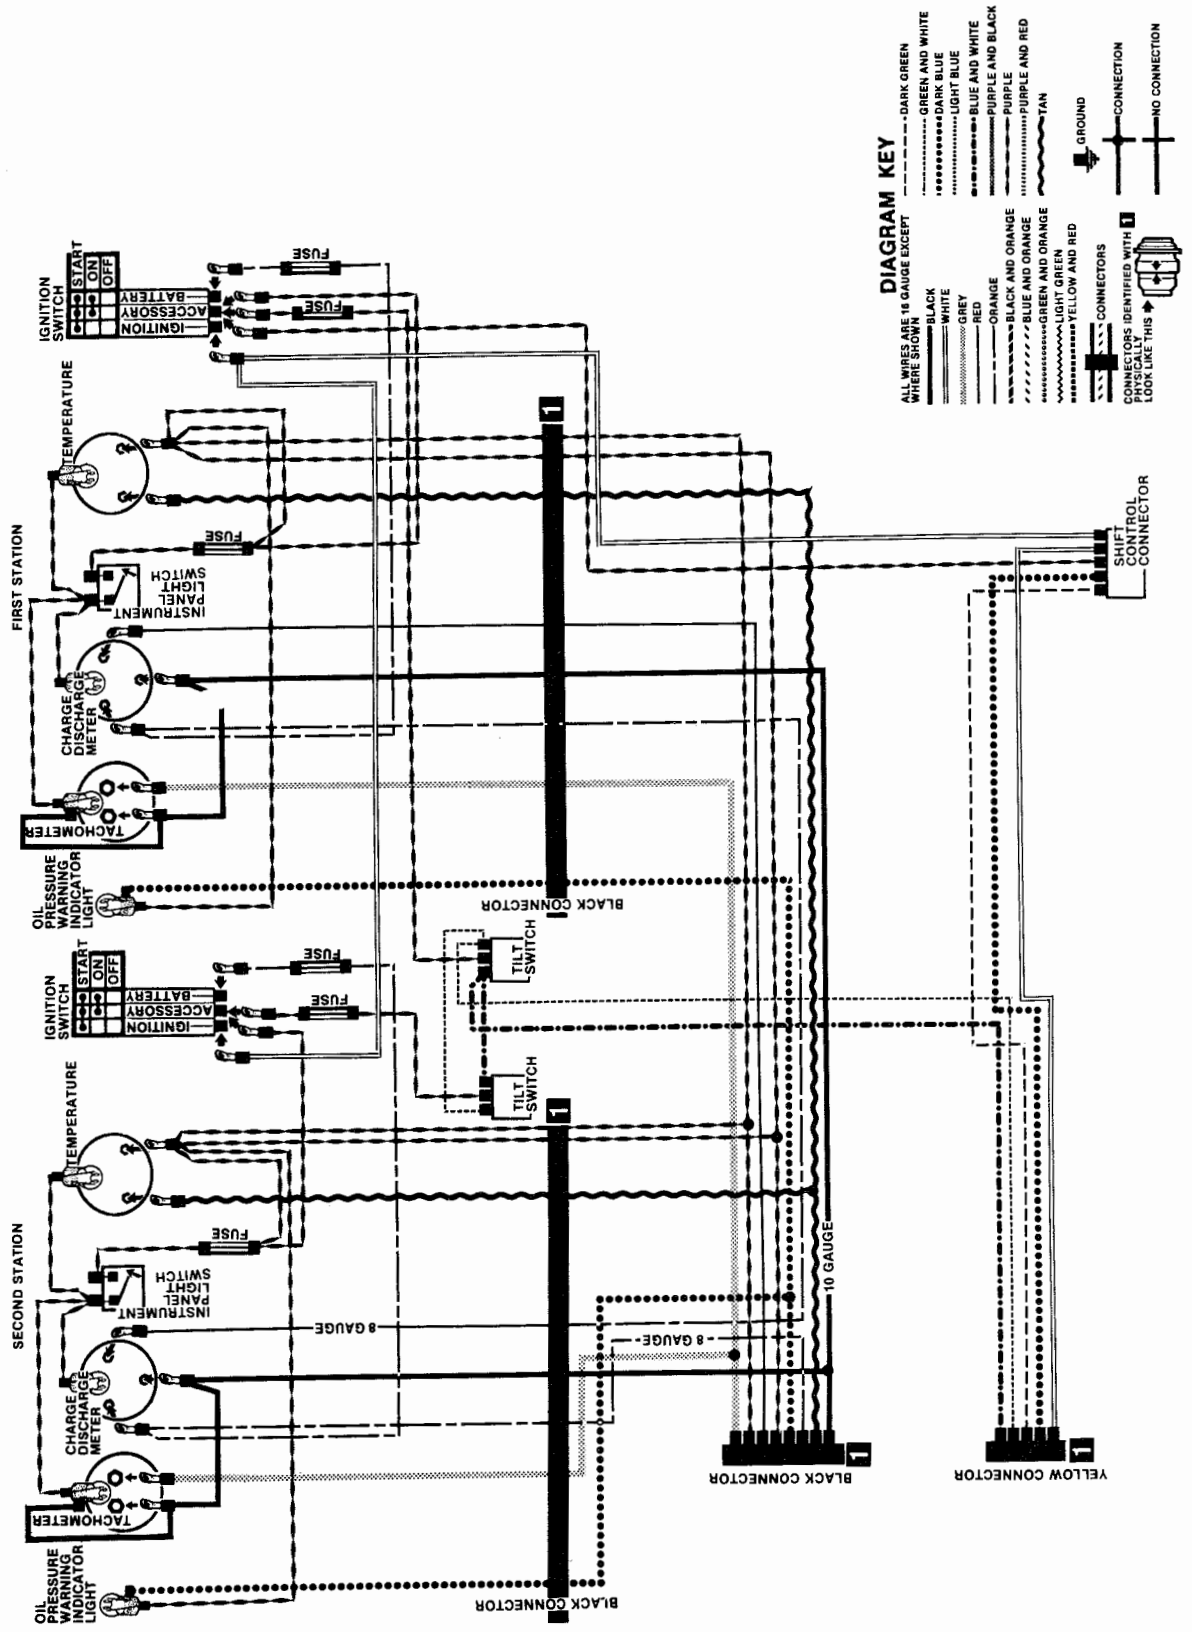 FIRST STATION
IGNITION
SWITCH
START
ON
OFF
BATTERY
ACCESSORY
IGNITION
FUSE
FUSE
TEMPERATURE
FUSE
INSTRUMENT
PANEL
LIGHT
SWITCH
CHARGE
DISCHARGE
METER
TACHOMETER
OIL
PRESSURE
WARNING
INDICATOR
LIGHT
1
BLACK CONNECTOR
SECOND STATION
IGNITION
SWITCH
START
ON
OFF
BATTERY
ACCESSORY
IGNITION
FUSE
FUSE
TEMPERATURE
FUSE
INSTRUMENT
PANEL
LIGHT
SWITCH
CHARGE
DISCHARGE
METER
TACHOMETER
OIL
PRESSURE
WARNING
INDICATOR
LIGHT
TILT
SWITCH
TILT
SWITCH
1
BLACK CONNECTOR
8 GAUGE
8 GAUGE
10 GAUGE
BLACK CONNECTOR
1
YELLOW CONNECTOR
1
SHIFT
CONTROL
CONNECTOR
DIAGRAM KEY
ALL WIRES ARE 16 GAUGE EXCEPT
WHERE SHOWN
BLACK
WHITE
GREY
RED
ORANGE
BLACK AND ORANGE
BLUE AND ORANGE
GREEN AND ORANGE
LIGHT GREEN
YELLOW AND RED
CONNECTORS
CONNECTORS IDENTIFIED WITH 1
PHYSICALLY
LOOK LIKE THIS
DARK GREEN
GREEN AND WHITE
DARK BLUE
LIGHT BLUE
BLUE AND WHITE
PURPLE AND BLACK
PURPLE
PURPLE AND RED
TAN
GROUND
CONNECTION
NO CONNECTION